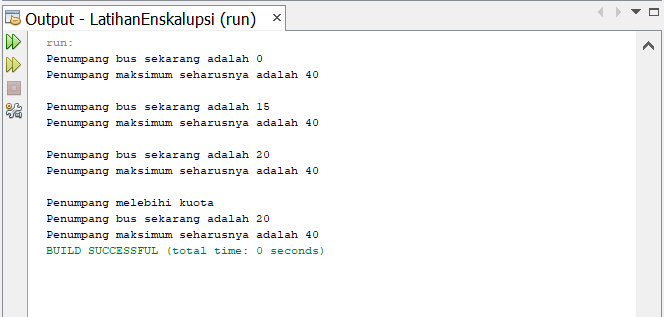 Output - LatihanEnskalupsi (run)
run:
Penumpang bus sekarang adalah 0
Penumpang maksimum seharusnya adalah 40
Penumpang bus sekarang adalah 15
Penumpang maksimum seharusnya adalah 40
Penumpang bus sekarang adalah 20
Penumpang maksimum seharusnya adalah 40
Penumpang melebihi kuota
Penumpang bus sekarang adalah 20
Penumpang maksimum seharusnya adalah 40
BUILD SUCCESSFUL (total time: 0 seconds)